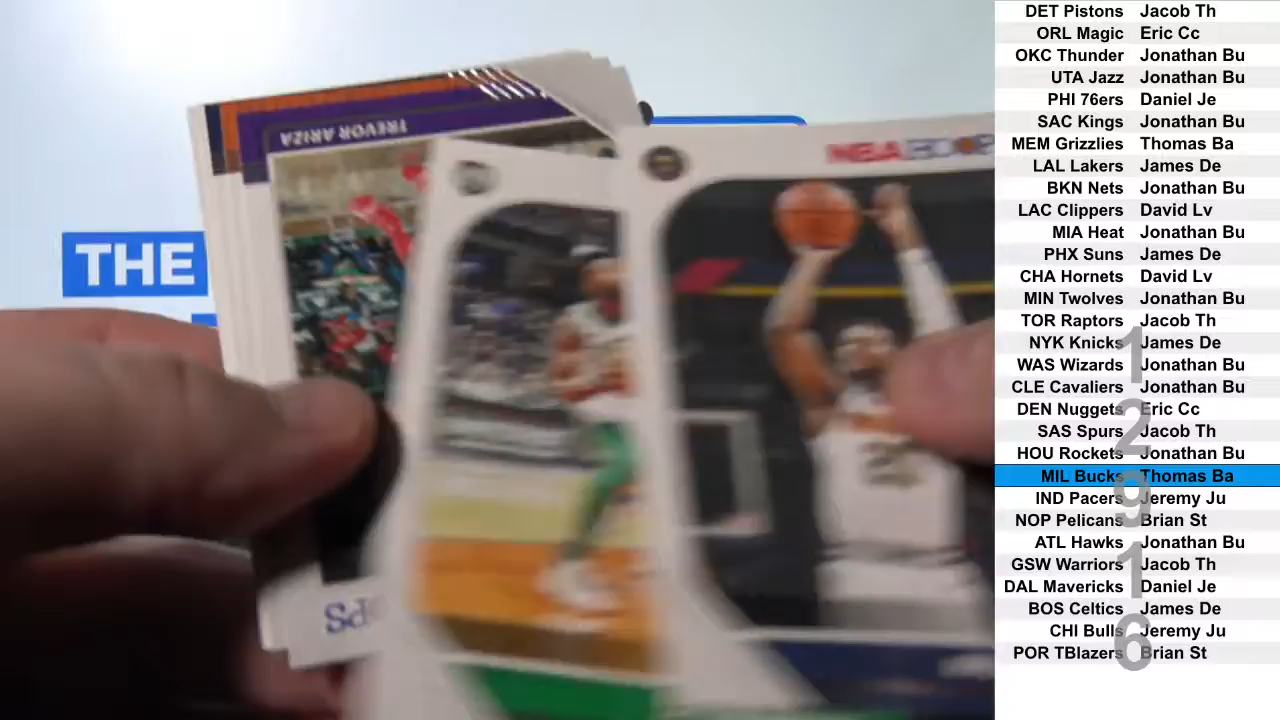 TREVOR ARIZA
NBA HOOP
THE
DET Pistons Jacob Th
ORL Magic Eric Cc
OKC Thunder Jonathan Bu
UTA Jazz Jonathan Bu
PHI 76ers Daniel Je
SAC Kings Jonathan Bu
MEM Grizzlies Thomas Ba
LAL Lakers James De
BKN Nets Jonathan Bu
LAC Clippers David Lv
MIA Heat Jonathan Bu
PHX Suns James De
CHA Hornets David Lv
MIN Twolves Jonathan Bu
TOR Raptors Jacob Th
NYK Knicks James De
WAS Wizards Jonathan Bu
CLE Cavaliers Jonathan Bu
DEN Nuggets Eric Cc
SAS Spurs Jacob Th
HOU Rockets Jonathan Bu
MIL Bucks Thomas Ba
IND Pacers Jeremy Ju
NOP Pelicans Brian St
ATL Hawks Jonathan Bu
GSW Warriors Jacob Th
DAL Mavericks Daniel Je
BOS Celtics James De
CHI Bulls Jeremy Ju
POR TBlazers Brian St
1
2
9
1
6